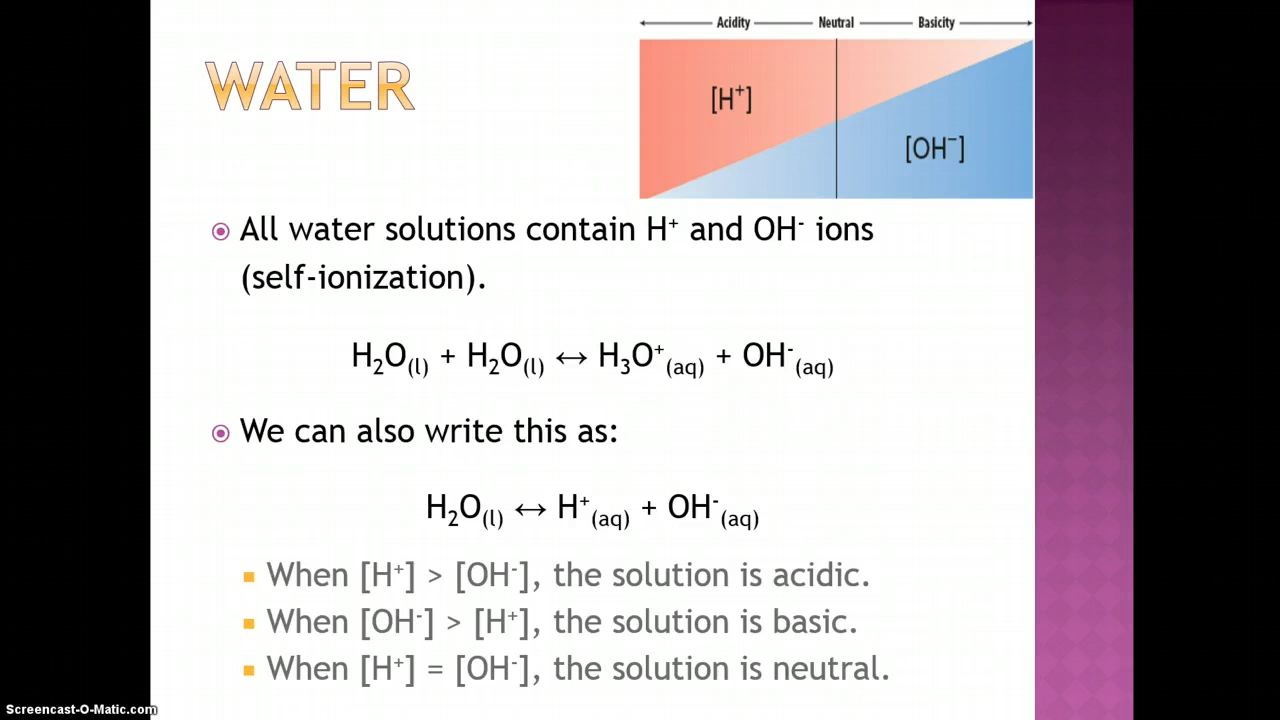 Acidity Neutral Basicity
WATER
[H⁺]
[OH⁻]
All water solutions contain H⁺ and OH⁻ ions
(self-ionization).
H₂O(l) + H₂O(l) ↔ H₃O⁺(aq) + OH⁻(aq)
We can also write this as:
H₂O(l) ↔ H⁺(aq) + OH⁻(aq)
When [H⁺] > [OH⁻], the solution is acidic.
When [OH⁻] > [H⁺], the solution is basic.
When [H⁺] = [OH⁻], the solution is neutral.
Screencast-O-Matic.com